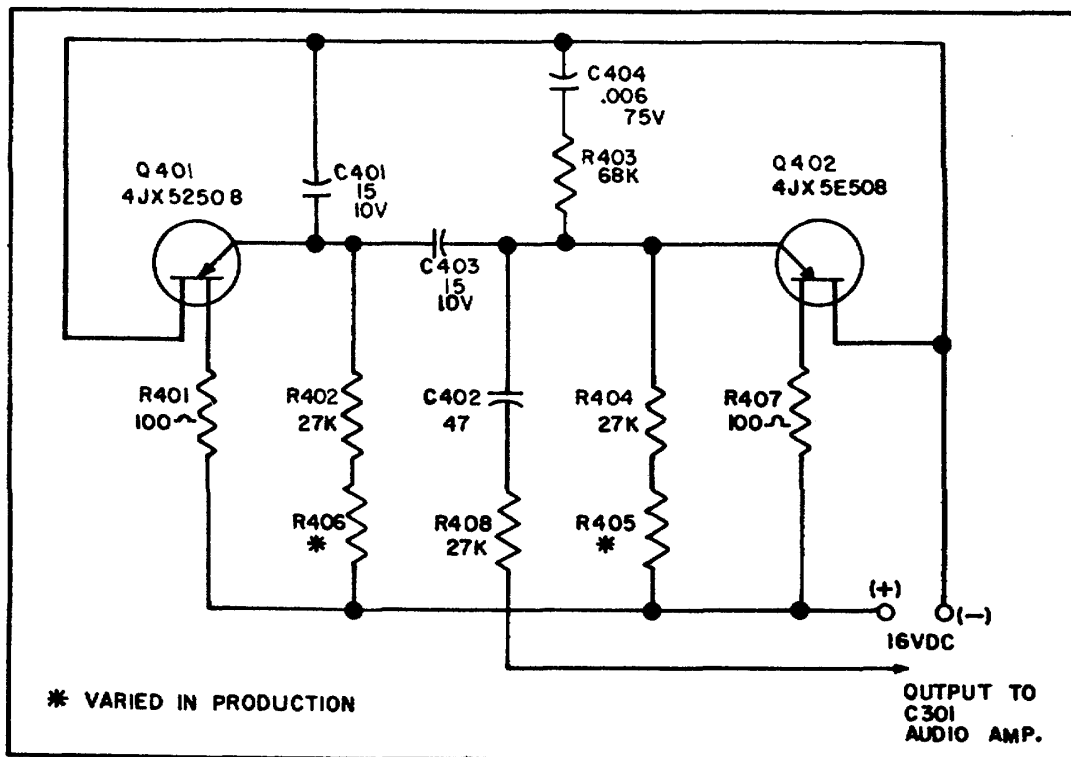 C404
.006
75V
Q401
4JX5250B
C401
15
10V
R403
68K
Q402
4JX5E508
C403
15
10V
R401
100Ω
R402
27K
C402
47
R404
27K
R407
100Ω
R406
*
R408
27K
R405
*
(+)
(-)
16VDC
* VARIED IN PRODUCTION
OUTPUT TO
C301
AUDIO AMP.